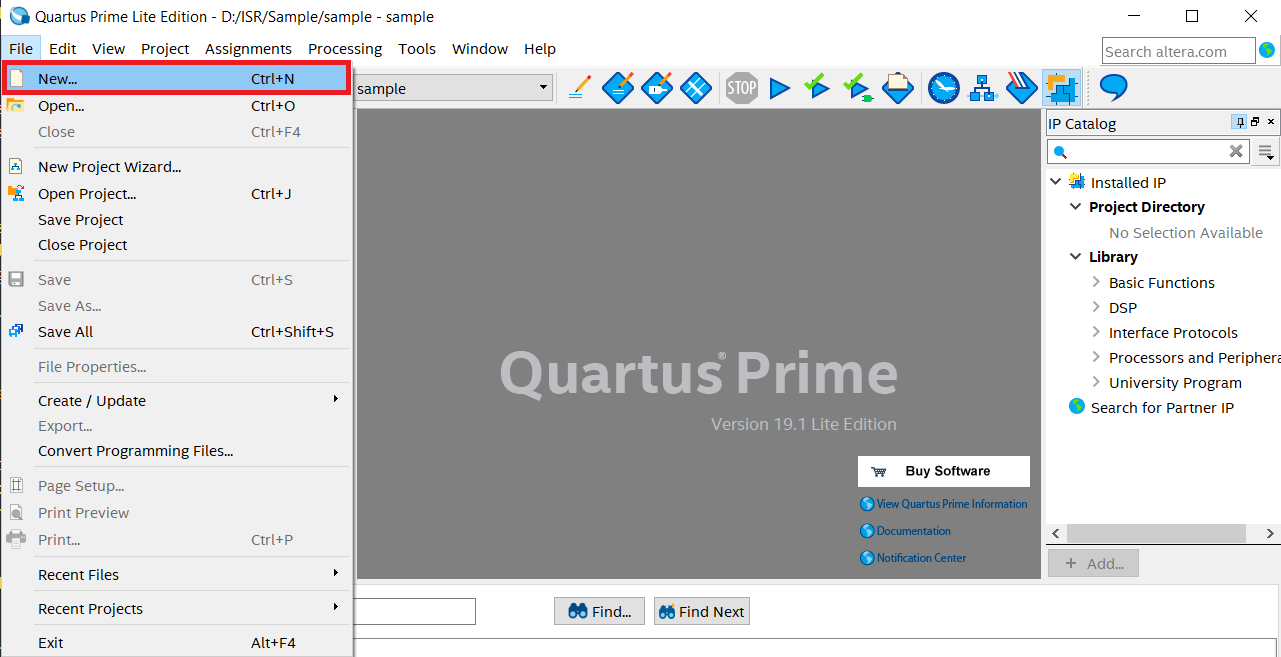 Quartus Prime Lite Edition - D:/ISR/Sample/sample - sample
File Edit View Project Assignments Processing Tools Window Help
Search altera.com
New... Ctrl+N
Open... Ctrl+O
Close Ctrl+F4
New Project Wizard...
Open Project... Ctrl+J
Save Project
Close Project
Save Ctrl+S
Save As...
Save All Ctrl+Shift+S
File Properties...
Create / Update
Export...
Convert Programming Files...
Page Setup...
Print Preview
Print... Ctrl+P
Recent Files
Recent Projects
Exit Alt+F4
sample
STOP
Quartus® Prime
Version 19.1 Lite Edition
Buy Software
View Quartus Prime Information
Documentation
Notification Center
Find...
Find Next
IP Catalog
Installed IP
Project Directory
No Selection Available
Library
Basic Functions
DSP
Interface Protocols
Processors and Periphera
University Program
Search for Partner IP
+ Add...